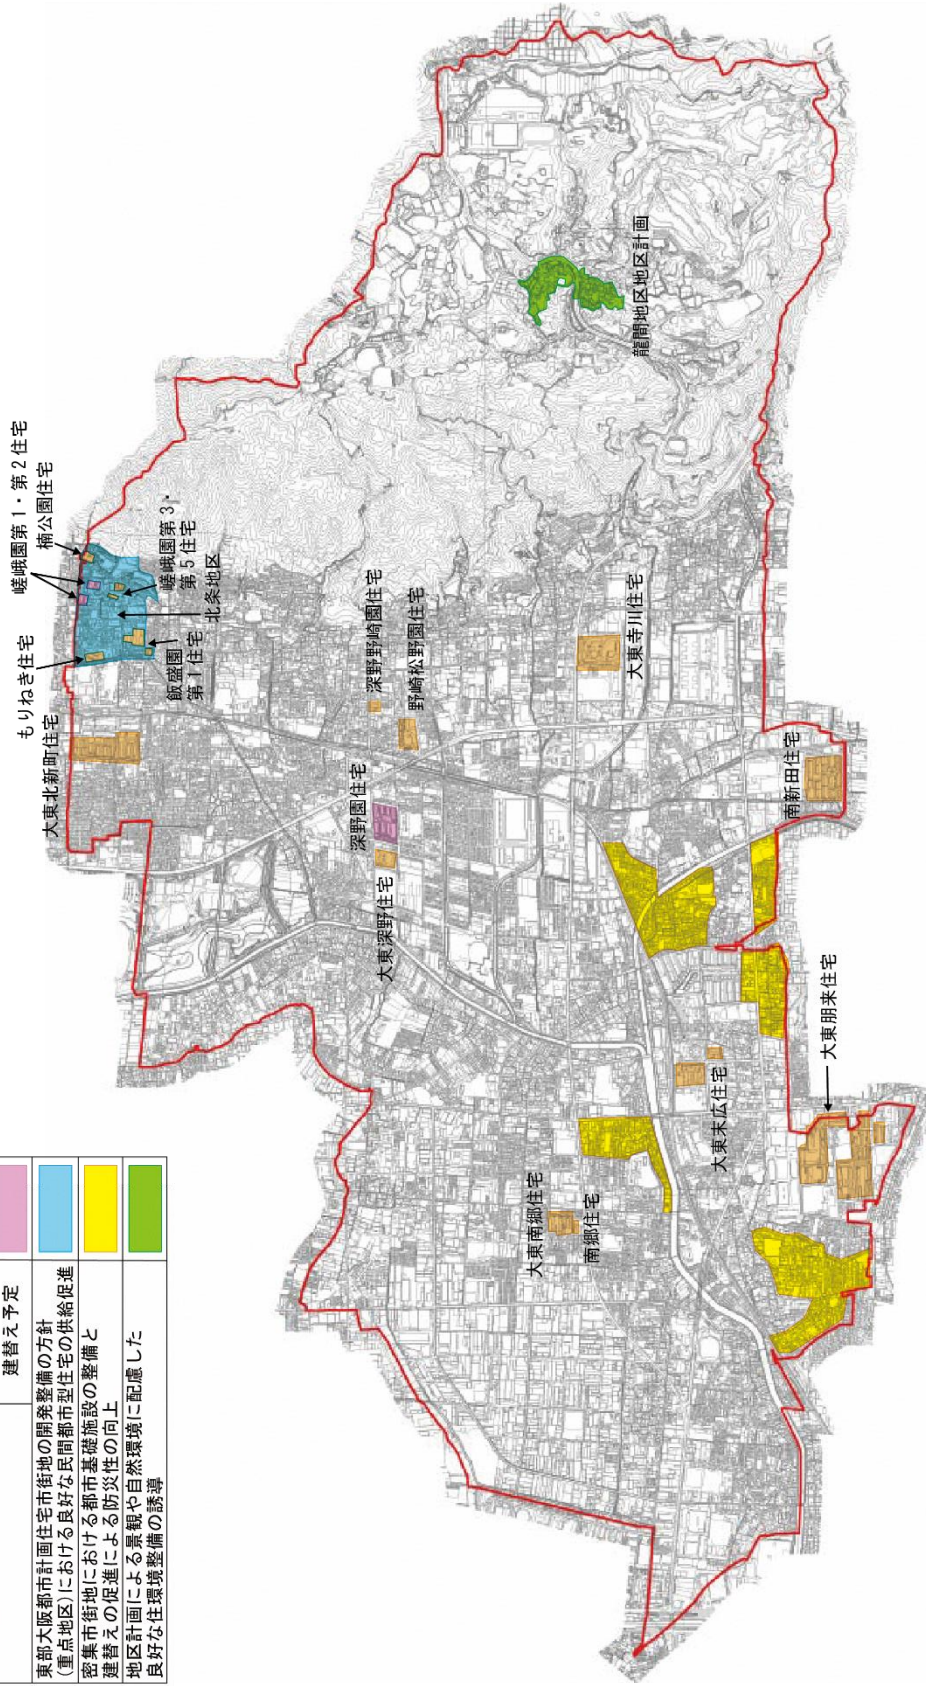 建替え予定
東部大阪都市計画住宅市街地の開発整備の方針
(重点地区)における良好な民間都市型住宅の供給促進
密集市街地における都市基礎施設の整備と
建替えの促進による防災性の向上
地区計画による景観や自然環境に配慮した
良好な住環境整備の誘導
嵯峨園第1・第2住宅
楠公園住宅
もりねき住宅
嵯峨園第3・
第5住宅
北条地区
飯盛園
第1住宅
大東北新町住宅
深野野崎園住宅
野崎松野園住宅
深野園住宅
大東深野住宅
龍間地区地区計画
大東寺川住宅
南新田住宅
大東朋来住宅
大東末広住宅
大東南郷住宅
南郷住宅